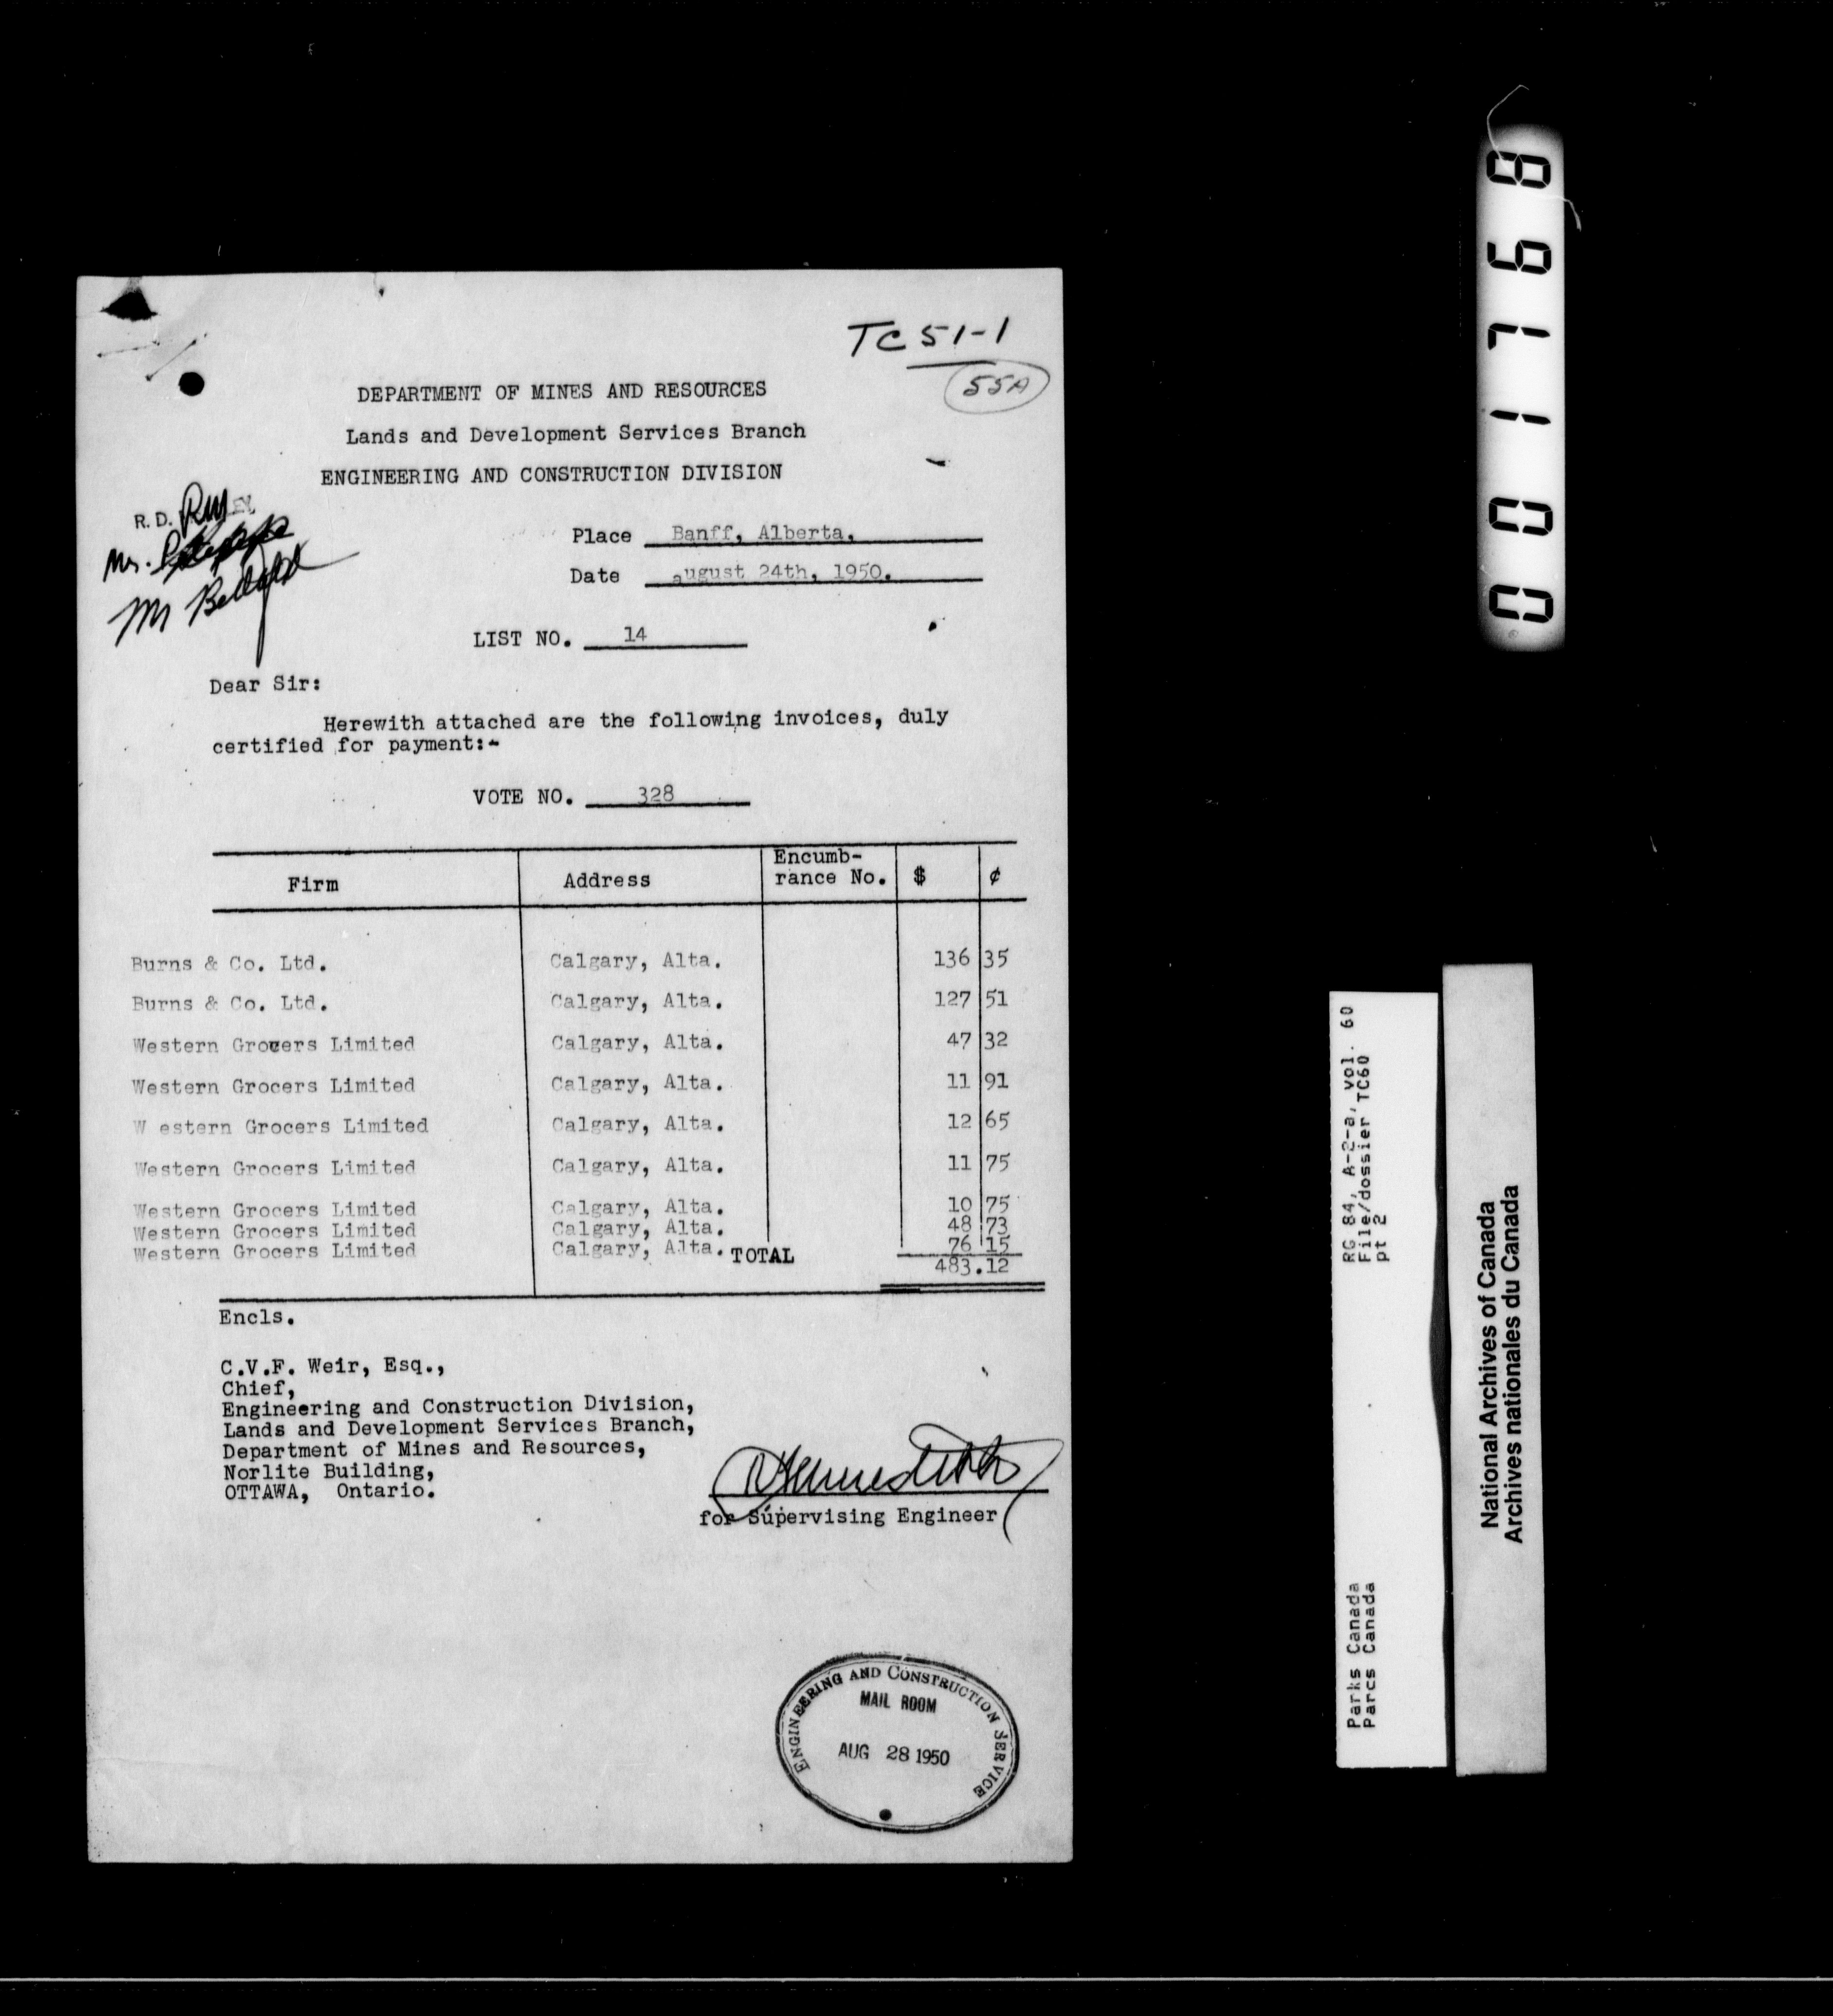 TC 51-1
55A
DEPARTMENT OF MINES AND RESOURCES
Lands and Development Services Branch
ENGINEERING AND CONSTRUCTION DIVISION
R. D.
Mr.
Mr
Place Banff, Alberta.
Date august 24th, 1950.
LIST NO. 14
Dear Sir:
Herewith attached are the following invoices, duly
certified for payment:-
VOTE NO. 328
Firm Address Encumb-rance No. $ ¢
Burns & Co. Ltd. Calgary, Alta. 136 35
Burns & Co. Ltd. Calgary, Alta. 127 51
Western Grocers Limited Calgary, Alta. 47 32
Western Grocers Limited Calgary, Alta. 11 91
W estern Grocers Limited Calgary, Alta. 12 65
Western Grocers Limited Calgary, Alta. 11 75
Western Grocers Limited Calgary, Alta. 10 75
Western Grocers Limited Calgary, Alta. 48 73
Western Grocers Limited Calgary, Alta. 76 15
TOTAL 483.12
Encls.
C.V.F. Weir, Esq.,
Chief,
Engineering and Construction Division,
Lands and Development Services Branch,
Department of Mines and Resources,
Norlite Building,
OTTAWA, Ontario.
for Supervising Engineer
ENGINEERING AND CONSTRUCTION SERVICE
MAIL ROOM
AUG 28 1950
001768
RG 84, A-2-a, vol. 60
File/dossier TC60
pt 2
Parks Canada
Parcs Canada
National Archives of Canada
Archives nationales du Canada